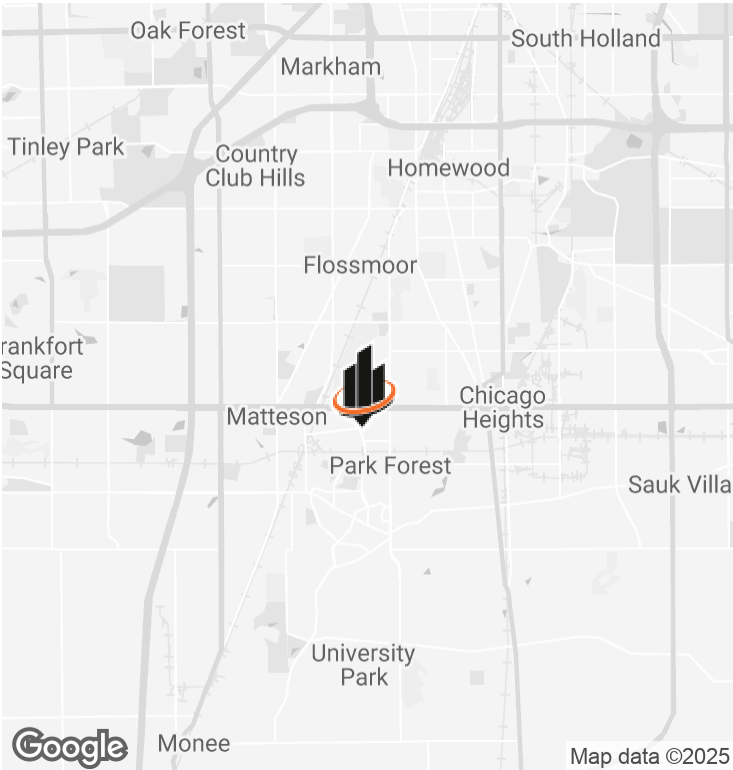 Oak Forest
South Holland
Markham
Tinley Park
Country
Club Hills
Homewood
Flossmoor
rankfort
Square
Chicago
Heights
Matteson
Park Forest
Sauk Villa
University
Park
Monee
Google
Map data ©2025